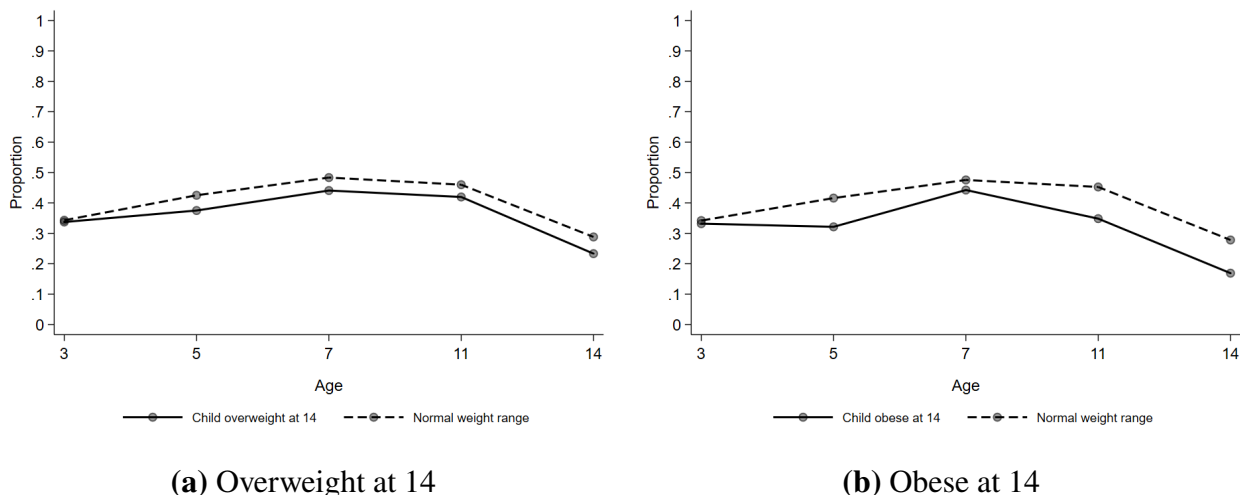 1
.9
.8
.7
.6
.5
.4
.3
.2
.1
0
Proportion
3 5 7 11 14
Age
Child overweight at 14 Normal weight range
(a) Overweight at 14
1
.9
.8
.7
.6
.5
.4
.3
.2
.1
0
Proportion
3 5 7 11 14
Age
Child obese at 14 Normal weight range
(b) Obese at 14